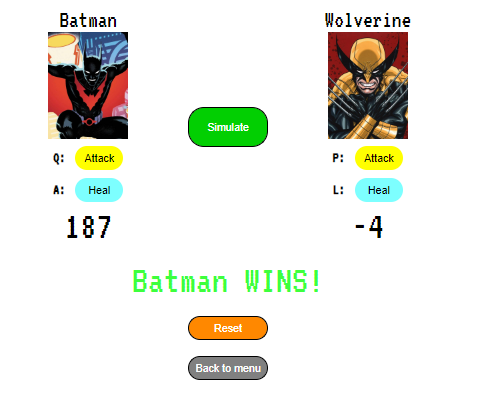 Batman
Wolverine
Simulate
Q: Attack
P: Attack
A: Heal
L: Heal
187
-4
Batman WINS!
Reset
Back to menu